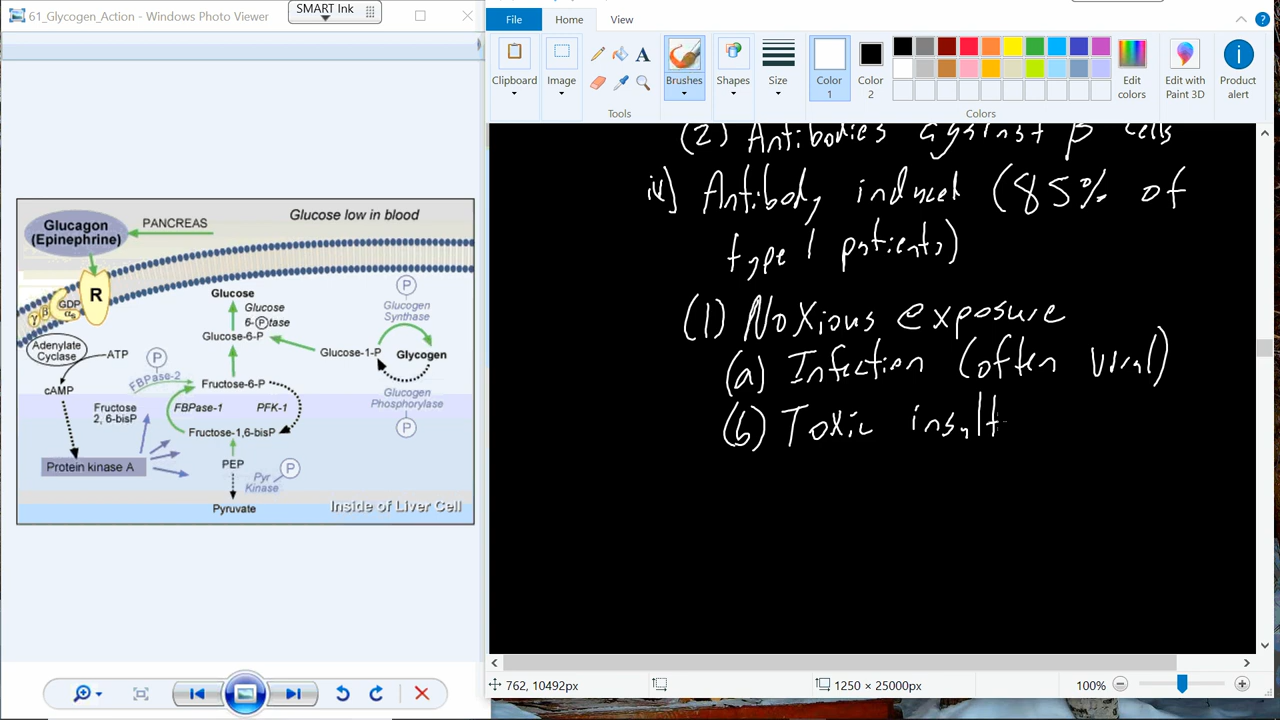 61_Glycogen_Action - Windows Photo Viewer
SMART Ink
File
Home
View
Clipboard
Image
Tools
Brushes
Shapes
Size
Color
1
Color
2
Colors
Edit
colors
Edit with
Paint 3D
Product
alert
Glucose low in blood
PANCREAS
Glucagon
(Epinephrine)
R
GDP
α
β
γ
Adenylate
Cyclase
ATP
cAMP
Protein kinase A
P
FBPase-2
Fructose
2, 6-bisP
Glucose
Glucose
6-Ptase
Glucose-6-P
Fructose-6-P
FBPase-1
PFK-1
Fructose-1,6-bisP
PEP
P
Pyr
Kinase
Pyruvate
Glucose-1-P
Glycogen
P
Glucogen
Synthase
Glucogen
Phosphorylase
P
Inside of Liver Cell
(2) Antibodies against β cells
iv) Antibody induced (85% of
type 1 patients)
(1) Noxious exposure
(a) Infection (often viral)
(b) Toxic insult
762, 10492px
1250 × 25000px
100%